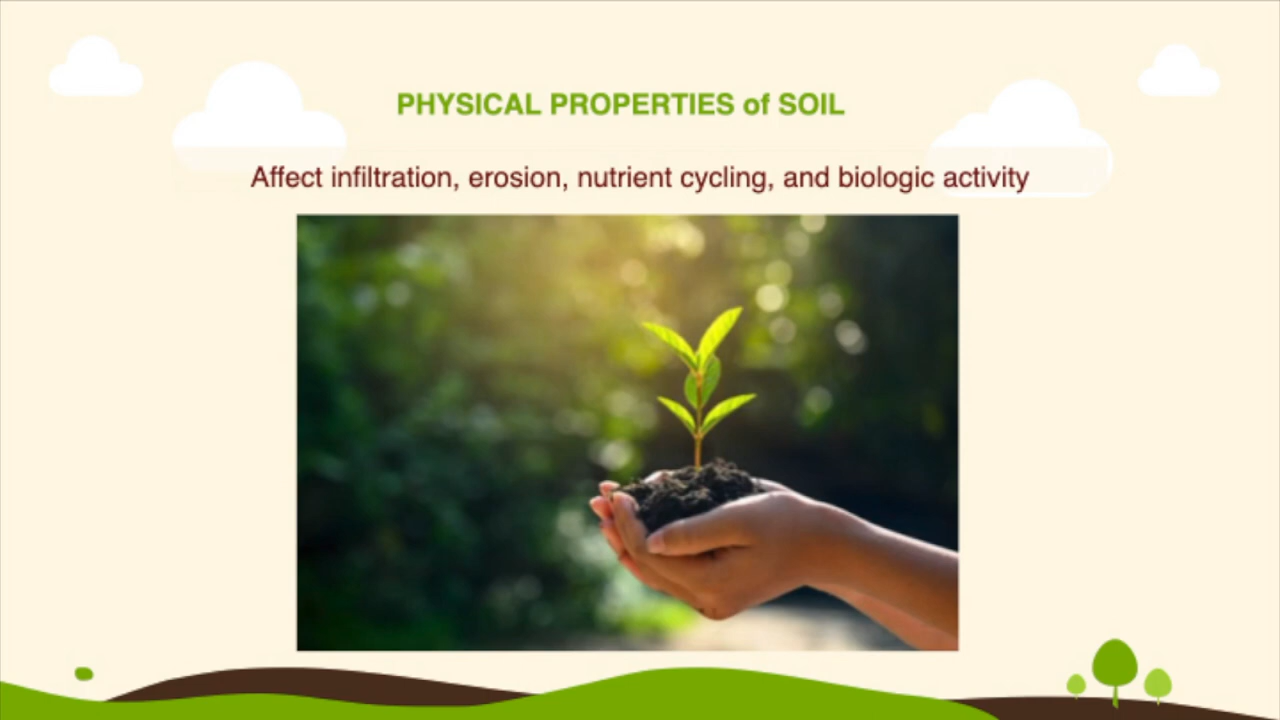 PHYSICAL PROPERTIES of SOIL
Affect infiltration, erosion, nutrient cycling, and biologic activity